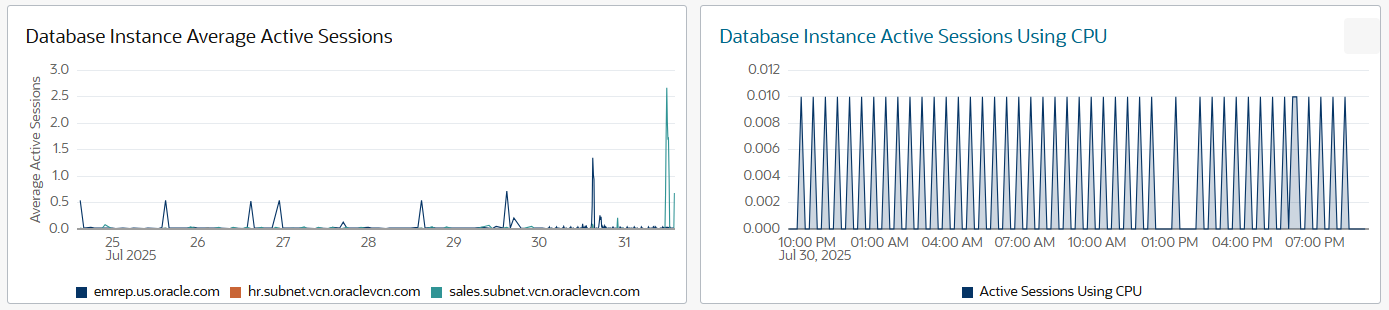 Database Instance Average Active Sessions
Average Active Sessions
3.0
2.5
2.0
1.5
1.0
0.5
0.0
25 26 27 28 29 30 31
Jul 2025
emrep.us.oracle.com hr.subnet.vcn.oraclevcn.com sales.subnet.vcn.oraclevcn.com
Database Instance Active Sessions Using CPU
0.012
0.010
0.008
0.006
0.004
0.002
0.000
10:00 PM 01:00 AM 04:00 AM 07:00 AM 10:00 AM 01:00 PM 04:00 PM 07:00 PM
Jul 30, 2025
Active Sessions Using CPU